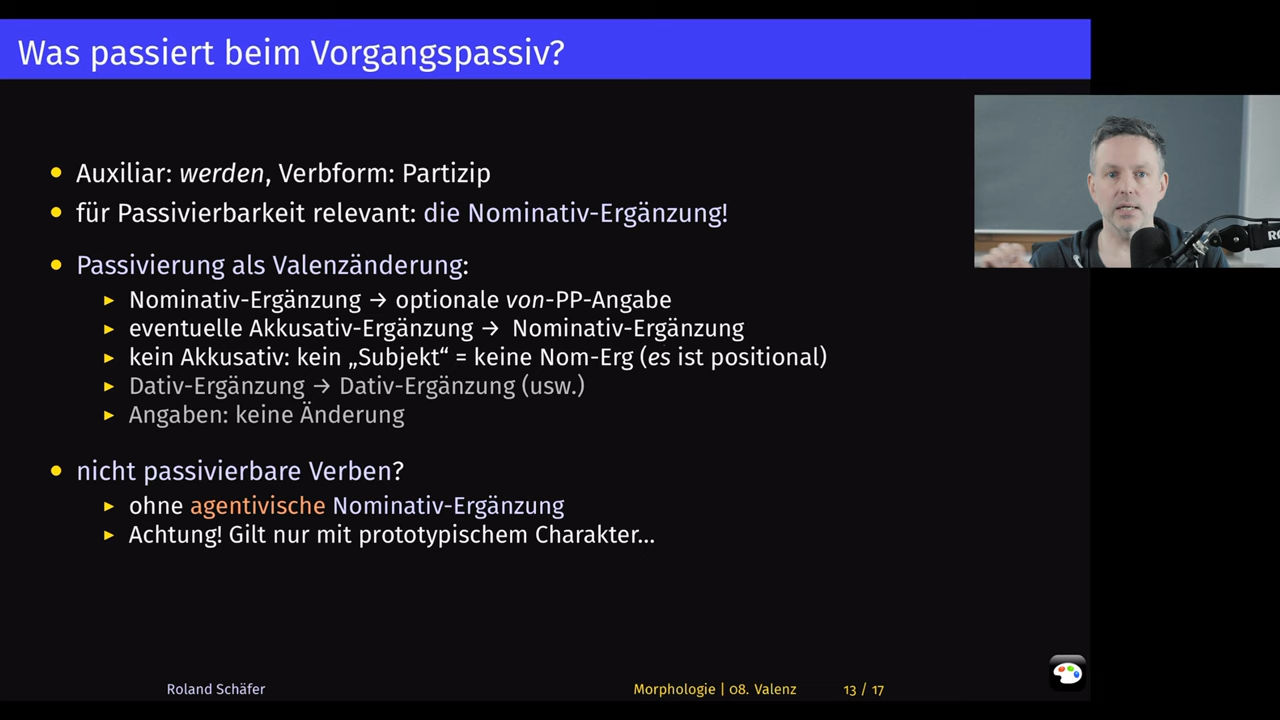 Was passiert beim Vorgangspassiv?
• Auxiliar: werden, Verbform: Partizip
• für Passivierbarkeit relevant: die Nominativ-Ergänzung!
• Passivierung als Valenzänderung:
▶ Nominativ-Ergänzung → optionale von-PP-Angabe
▶ eventuelle Akkusativ-Ergänzung → Nominativ-Ergänzung
▶ kein Akkusativ: kein „Subjekt“ = keine Nom-Erg (es ist positional)
▶ Dativ-Ergänzung → Dativ-Ergänzung (usw.)
▶ Angaben: keine Änderung
• nicht passivierbare Verben?
▶ ohne agentivische Nominativ-Ergänzung
▶ Achtung! Gilt nur mit prototypischem Charakter…
Roland Schäfer Morphologie | 08. Valenz 13 / 17